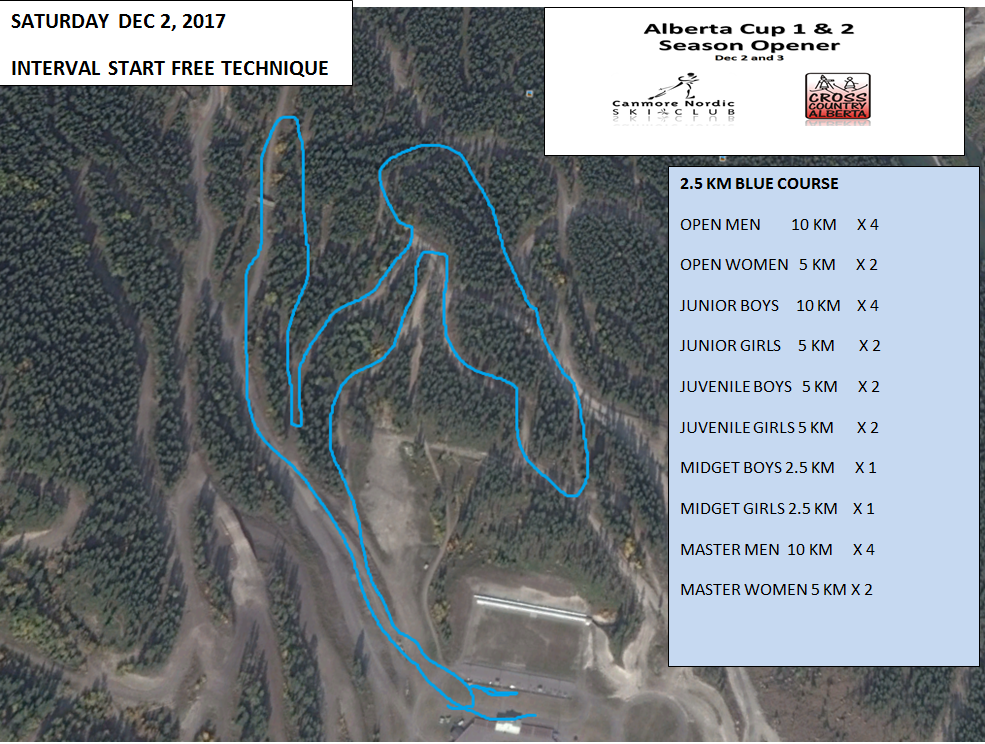 SATURDAY DEC 2, 2017
INTERVAL START FREE TECHNIQUE
Alberta Cup 1 & 2
Season Opener
Dec 2 and 3
Canmore Nordic
SKI CLUB
CROSS
COUNTRY
ALBERTA
2.5 KM BLUE COURSE
OPEN MEN 10 KM X 4
OPEN WOMEN 5 KM X 2
JUNIOR BOYS 10 KM X 4
JUNIOR GIRLS 5 KM X 2
JUVENILE BOYS 5 KM X 2
JUVENILE GIRLS 5 KM X 2
MIDGET BOYS 2.5 KM X 1
MIDGET GIRLS 2.5 KM X 1
MASTER MEN 10 KM X 4
MASTER WOMEN 5 KM X 2